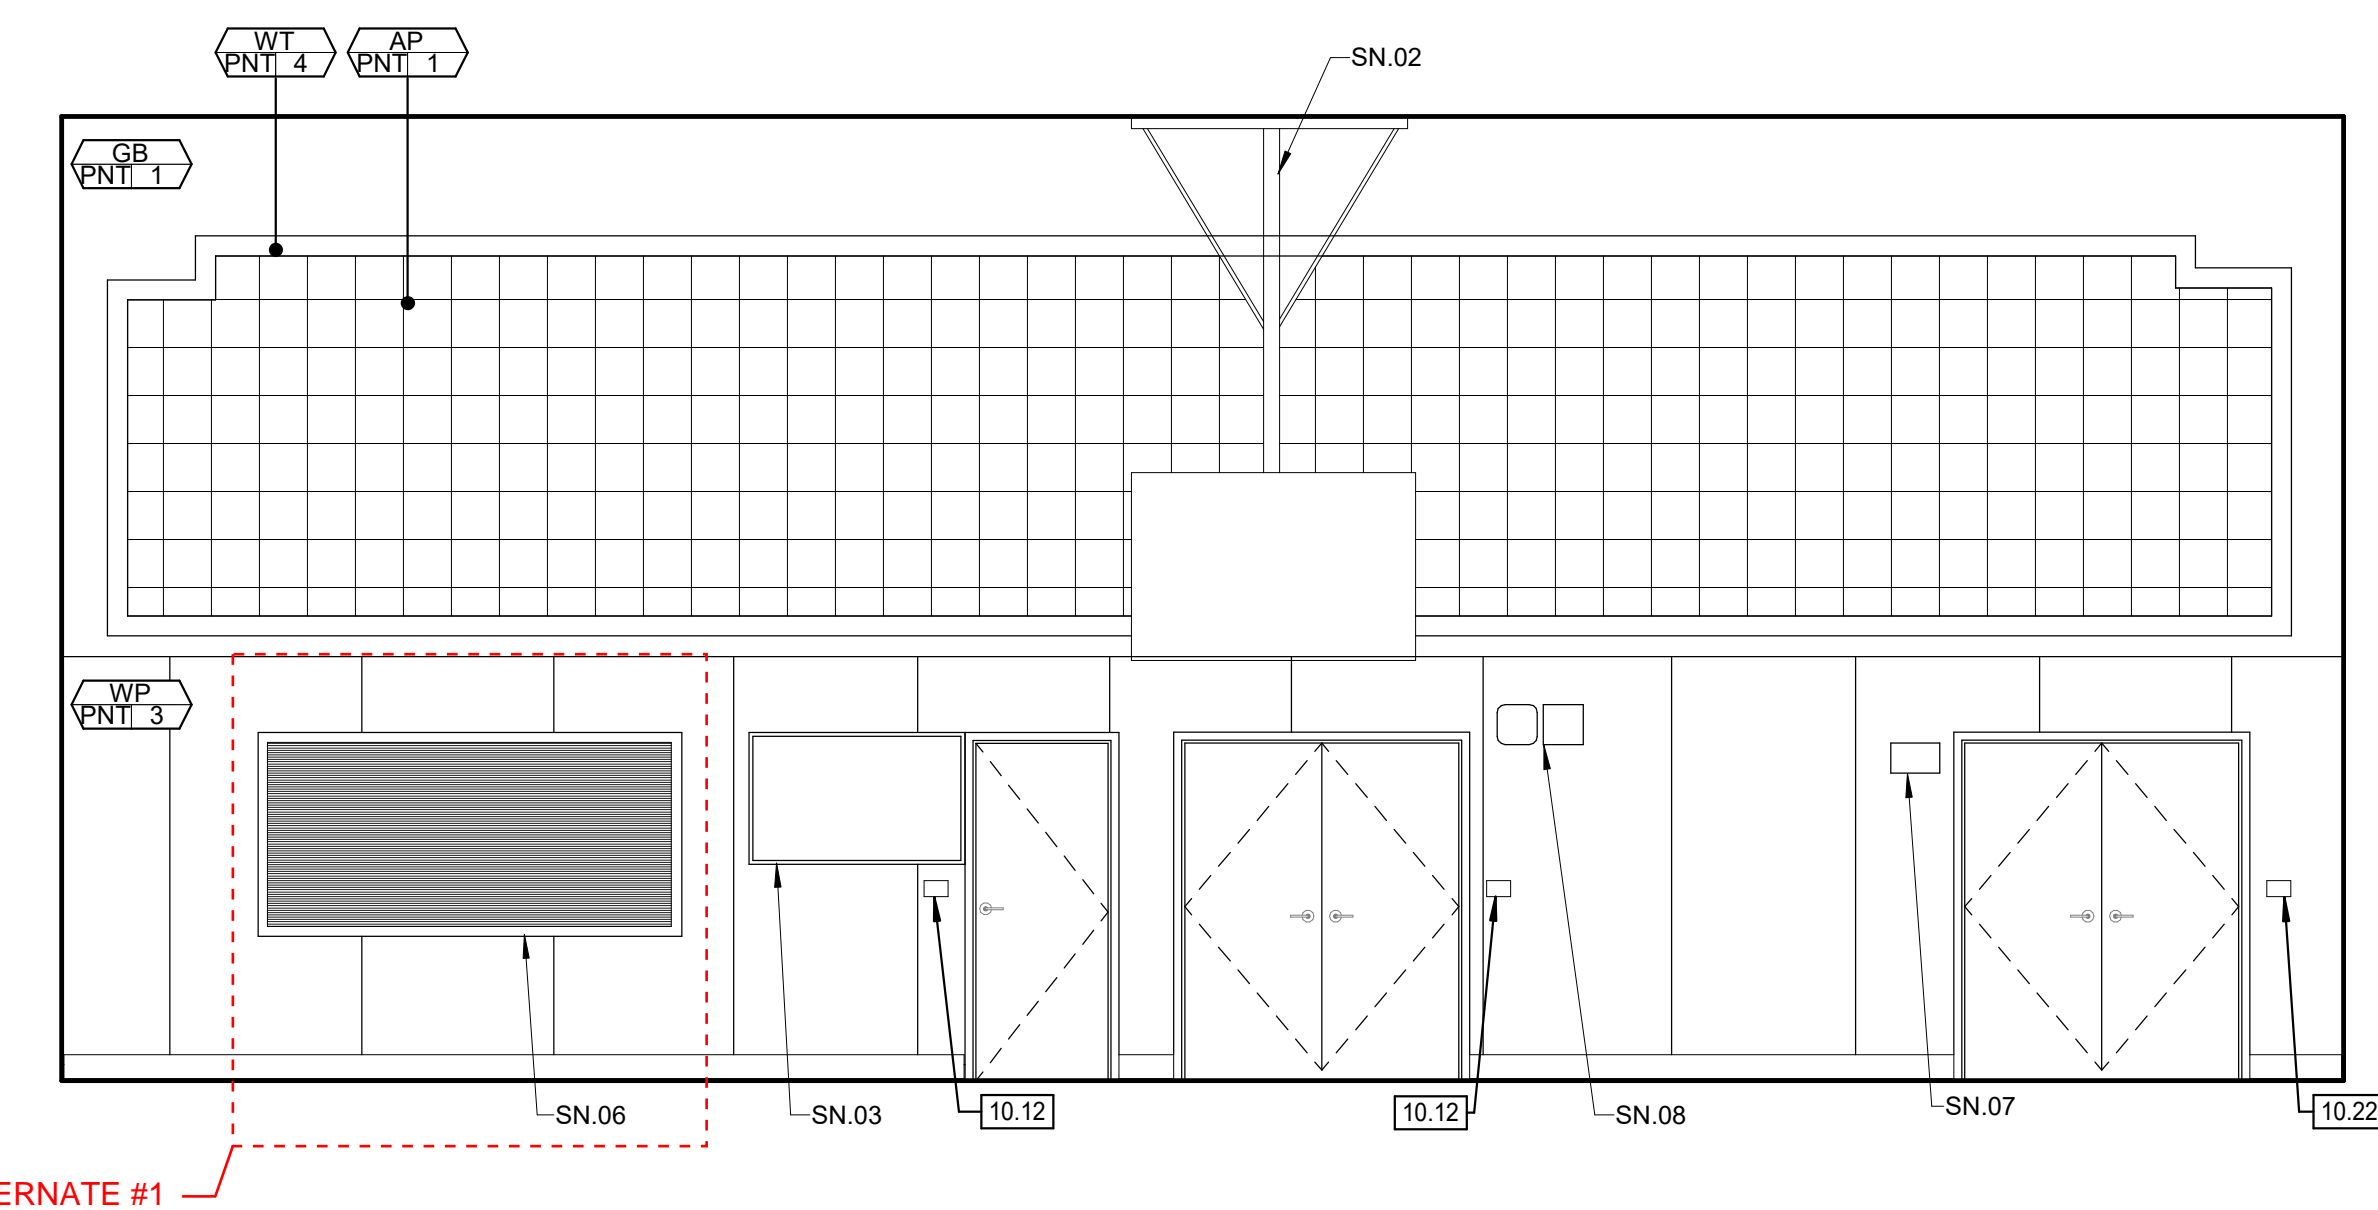 WT
PNT 4
AP
PNT 1
SN.02
GB
PNT 1
WP
PNT 3
SN.06
SN.03
10.12
10.12
SN.08
SN.07
10.22
ERNATE #1